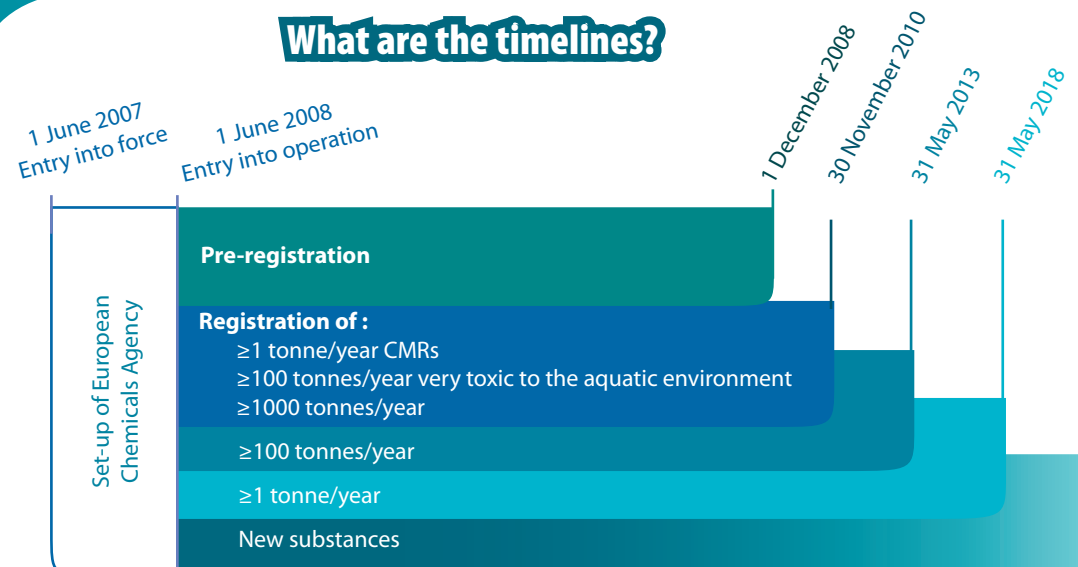 What are the timelines?
1 June 2007
Entry into force
1 June 2008
Entry into operation
1 December 2008
30 November 2010
31 May 2013
31 May 2018
Set-up of European
Chemicals Agency
Pre-registration
Registration of :
≥1 tonne/year CMRs
≥100 tonnes/year very toxic to the aquatic environment
≥1000 tonnes/year
≥100 tonnes/year
≥1 tonne/year
New substances